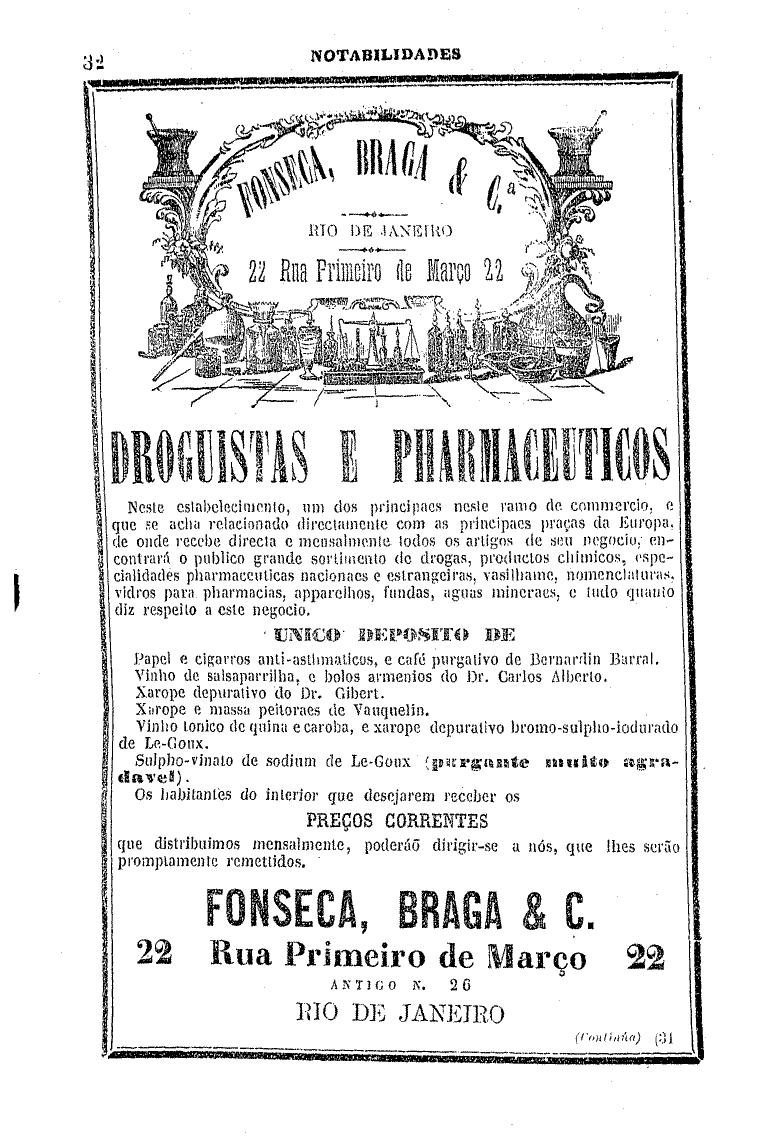 32
NOTABILIDADES
FONSECA, BRAGA & C.ª
RIO DE JANEIRO
22 Rua Primeiro de Março 22
DROGUISTAS E PHARMACEUTICOS
Neste estabelecimento, um dos principaes neste ramo de commercio, e
que se acha relacionado directamente com as principaes praças da Europa,
de onde recebe directa e mensalmente todos os artigos de seu negocio, en-
contrará o publico grande sortimento de drogas, productos chimicos, espe-
cialidades pharmaceuticas nacionaes e estrangeiras, vasilhame, nomenclaturas,
vidros para pharmacias, apparelhos, fundas, aguas mineraes, e tudo quanto
diz respeito a este negocio.
UNICO DEPOSITO DE
Papel e cigarros anti-asthmaticos, e café purgativo de Bernardin Barral.
Vinho de salsaparrilha, e bolos armenios do Dr. Carlos Alberto.
Xarope depurativo do Dr. Gibert.
Xarope e massa peitoraes de Vauquelin.
Vinho tonico de quina e caroba, e xarope depurativo bromo-sulpho-iodurado
de Le-Goux.
Sulpho-vinato de sodium de Le-Goux (purgante muito agra-
davel).
Os habitantes do interior que desejarem receber os
PREÇOS CORRENTES
que distribuimos mensalmente, poderáõ dirigir-se a nós, que lhes serão
promptamente remettidos.
FONSECA, BRAGA & C.
22 Rua Primeiro de Março 22
ANTIGO N. 26
RIO DE JANEIRO
(Continúa) (31